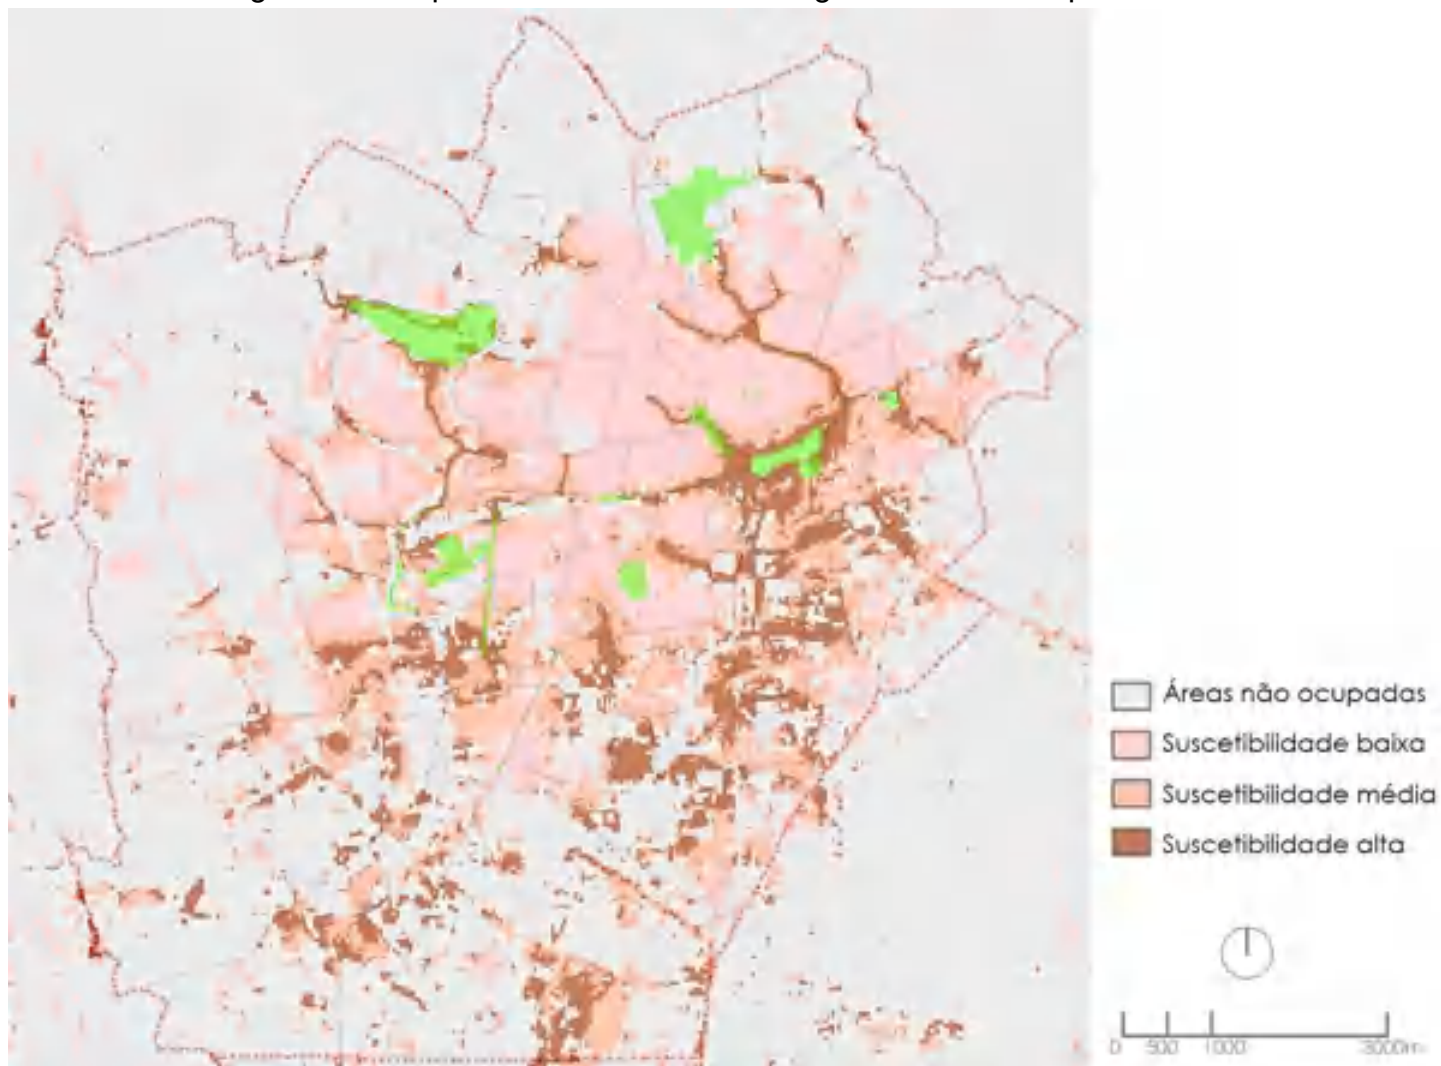 Áreas não ocupadas
Suscetibilidade baixa
Suscetibilidade média
Suscetibilidade alta
0 500 1000 3000m